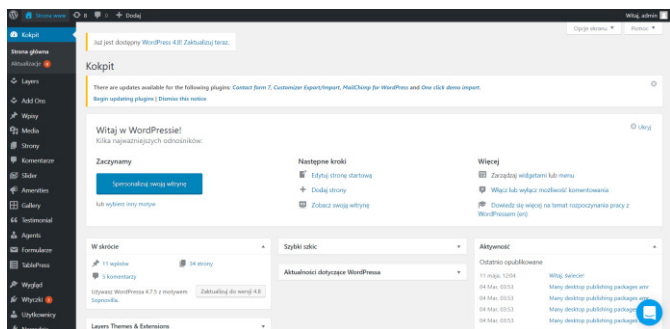 Strona www 8 0 + Dodaj Witaj, admin
Opcje ekranu Pomoc
Kokpit
Strona główna
Aktualizacje
Layers
Add Ons
Wpisy
Media
Strony
Komentarze
Slider
Amenities
Gallery
Testimonial
Agents
Formularze
TablePress
Wygląd
Wtyczki
Użytkownicy
Już jest dostępny WordPress 4.8! Zaktualizuj teraz.
Kokpit
There are updates available for the following plugins: Contact form 7, Customizer Export/Import, MailChimp for WordPress and One click demo import.
Begin updating plugins | Dismiss this notice
Witaj w WordPressie!
Ukryj
Kilka najważniejszych odnośników:
Zaczynamy
Spersonalizuj swoją witrynę
lub wybierz inny motyw
Następne kroki
Edytuj stronę startową
Dodaj strony
Zobacz swoją witrynę
Więcej
Zarządzaj widgetami lub menu
Włącz lub wyłącz możliwość komentowania
Dowiedz się więcej na temat rozpoczynania pracy z
WordPressem (en)
W skrócie
11 wpisów 34 strony
5 komentarzy
Używasz WordPressa 4.7.5 z motywem
Sopnovilla.
Zaktualizuj do wersji 4.8
Layers Themes & Extensions
Szybki szkic
Aktualności dotyczące WordPressa
Aktywność
Ostatnio opublikowane
11 maja, 12:04 Witaj, świecie!
04 Mar, 03:53 Many desktop publishing packages
04 Mar, 03:53 Many desktop publishing packages
04 Mar, 03:53 Many desktop publishing packages
04 Mar, 03:53 Many desktop publishing packages